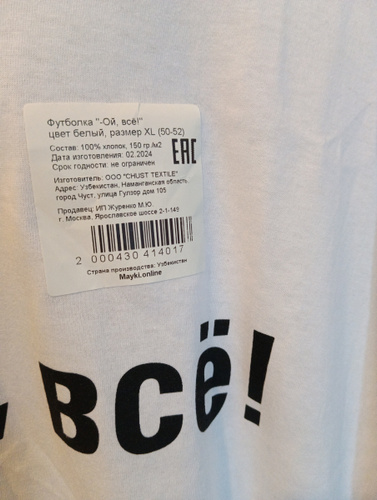 Футболка "-Ой, всё!"
цвет белый, размер XL (50-52)
Состав: 100% хлопок, 150 гр./м2
Дата изготовления: 02.2024
Срок годности: не ограничен
EAC
Изготовитель: ООО "CHUST TEXTILE"
Адрес: Узбекистан, Наманганская область,
город Чуст, улица Гулзор дом 105
Продавец: ИП Журенко М.Ю.
г. Москва, Ярославское шоссе 2-1-149
2 000430 414017
Страна производства: Узбекистан
Mayki.online
всё!